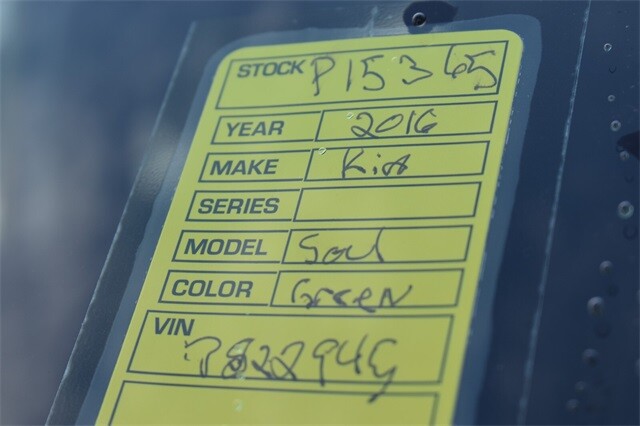 STOCK P15365
YEAR 2016
MAKE Kia
SERIES
MODEL Soul
COLOR Green
VIN